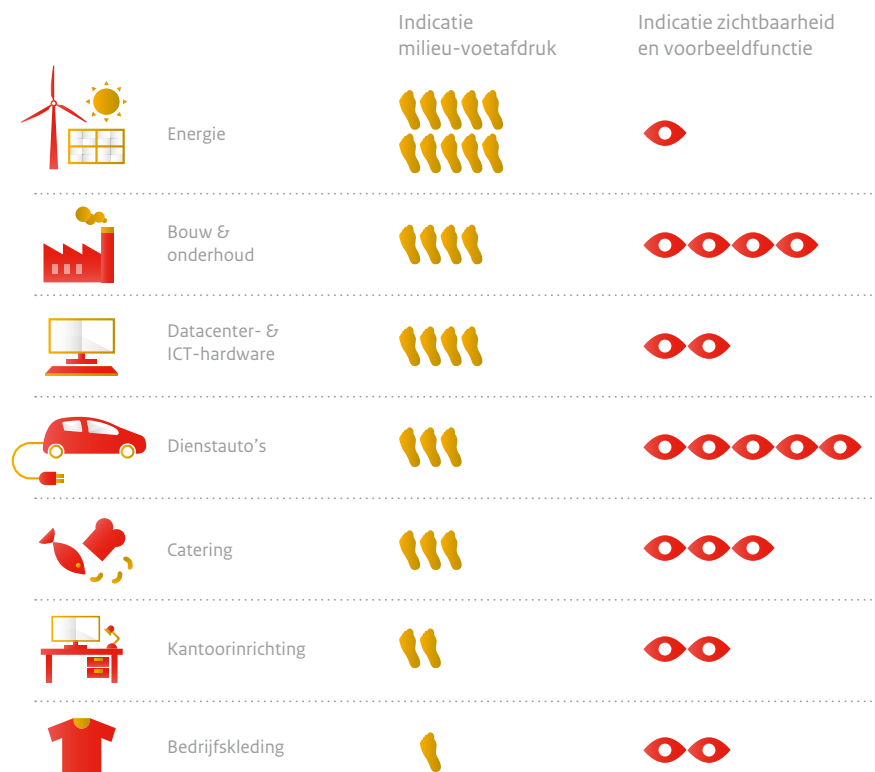 Indicatie
milieu-voetafdruk
Indicatie zichtbaarheid
en voorbeeldfunctie
Energie
Bouw &
onderhoud
Datacenter- &
ICT-hardware
Dienstauto’s
Catering
Kantoorinrichting
Bedrijfskleding